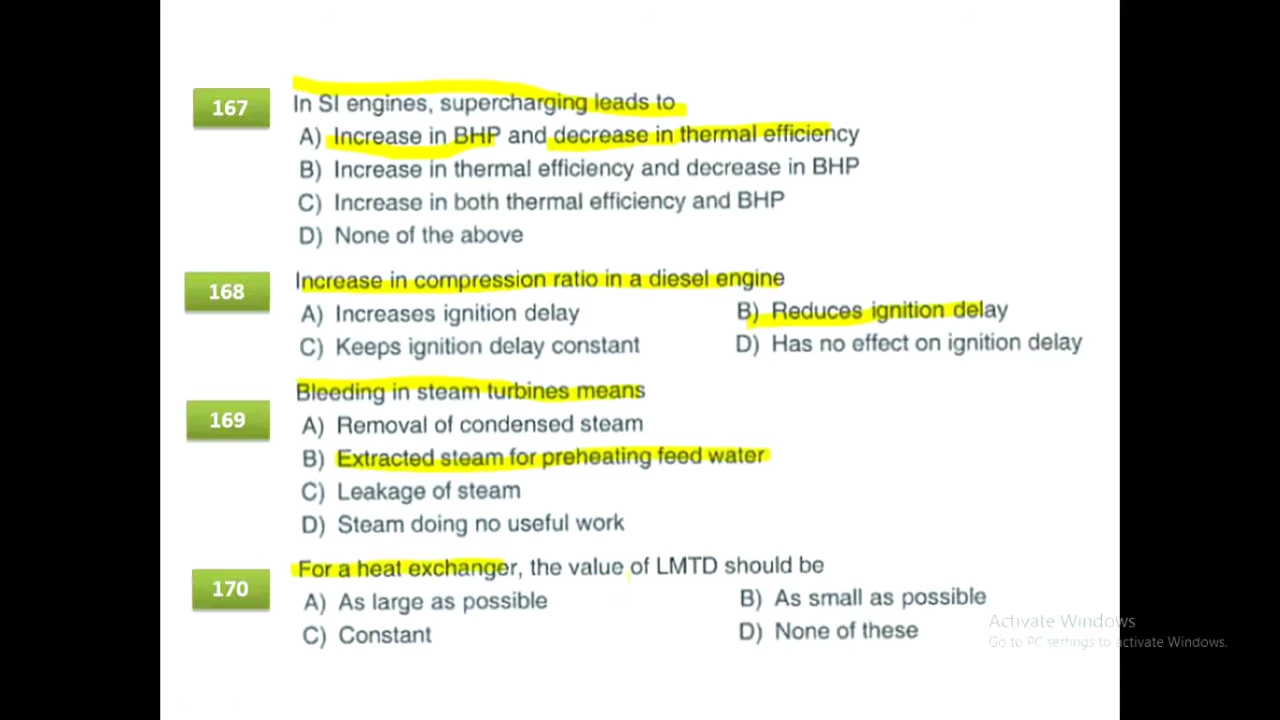 167
In SI engines, supercharging leads to
A) Increase in BHP and decrease in thermal efficiency
B) Increase in thermal efficiency and decrease in BHP
C) Increase in both thermal efficiency and BHP
D) None of the above
168
Increase in compression ratio in a diesel engine
A) Increases ignition delay
B) Reduces ignition delay
C) Keeps ignition delay constant
D) Has no effect on ignition delay
169
Bleeding in steam turbines means
A) Removal of condensed steam
B) Extracted steam for preheating feed water
C) Leakage of steam
D) Steam doing no useful work
170
For a heat exchanger, the value of LMTD should be
A) As large as possible
B) As small as possible
C) Constant
D) None of these
Activate Windows
Go to PC settings to activate Windows.